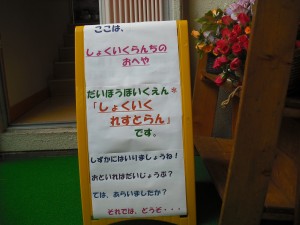 ここは、
しょくいくらんちの
おへや
だいぼうほいくえん*
「しょくいく
れすとらん」
です。
しずかにはいりましょうね！
おといれはだいじょうぶ？
ては、あらいましたか？
それでは、どうぞ・・・